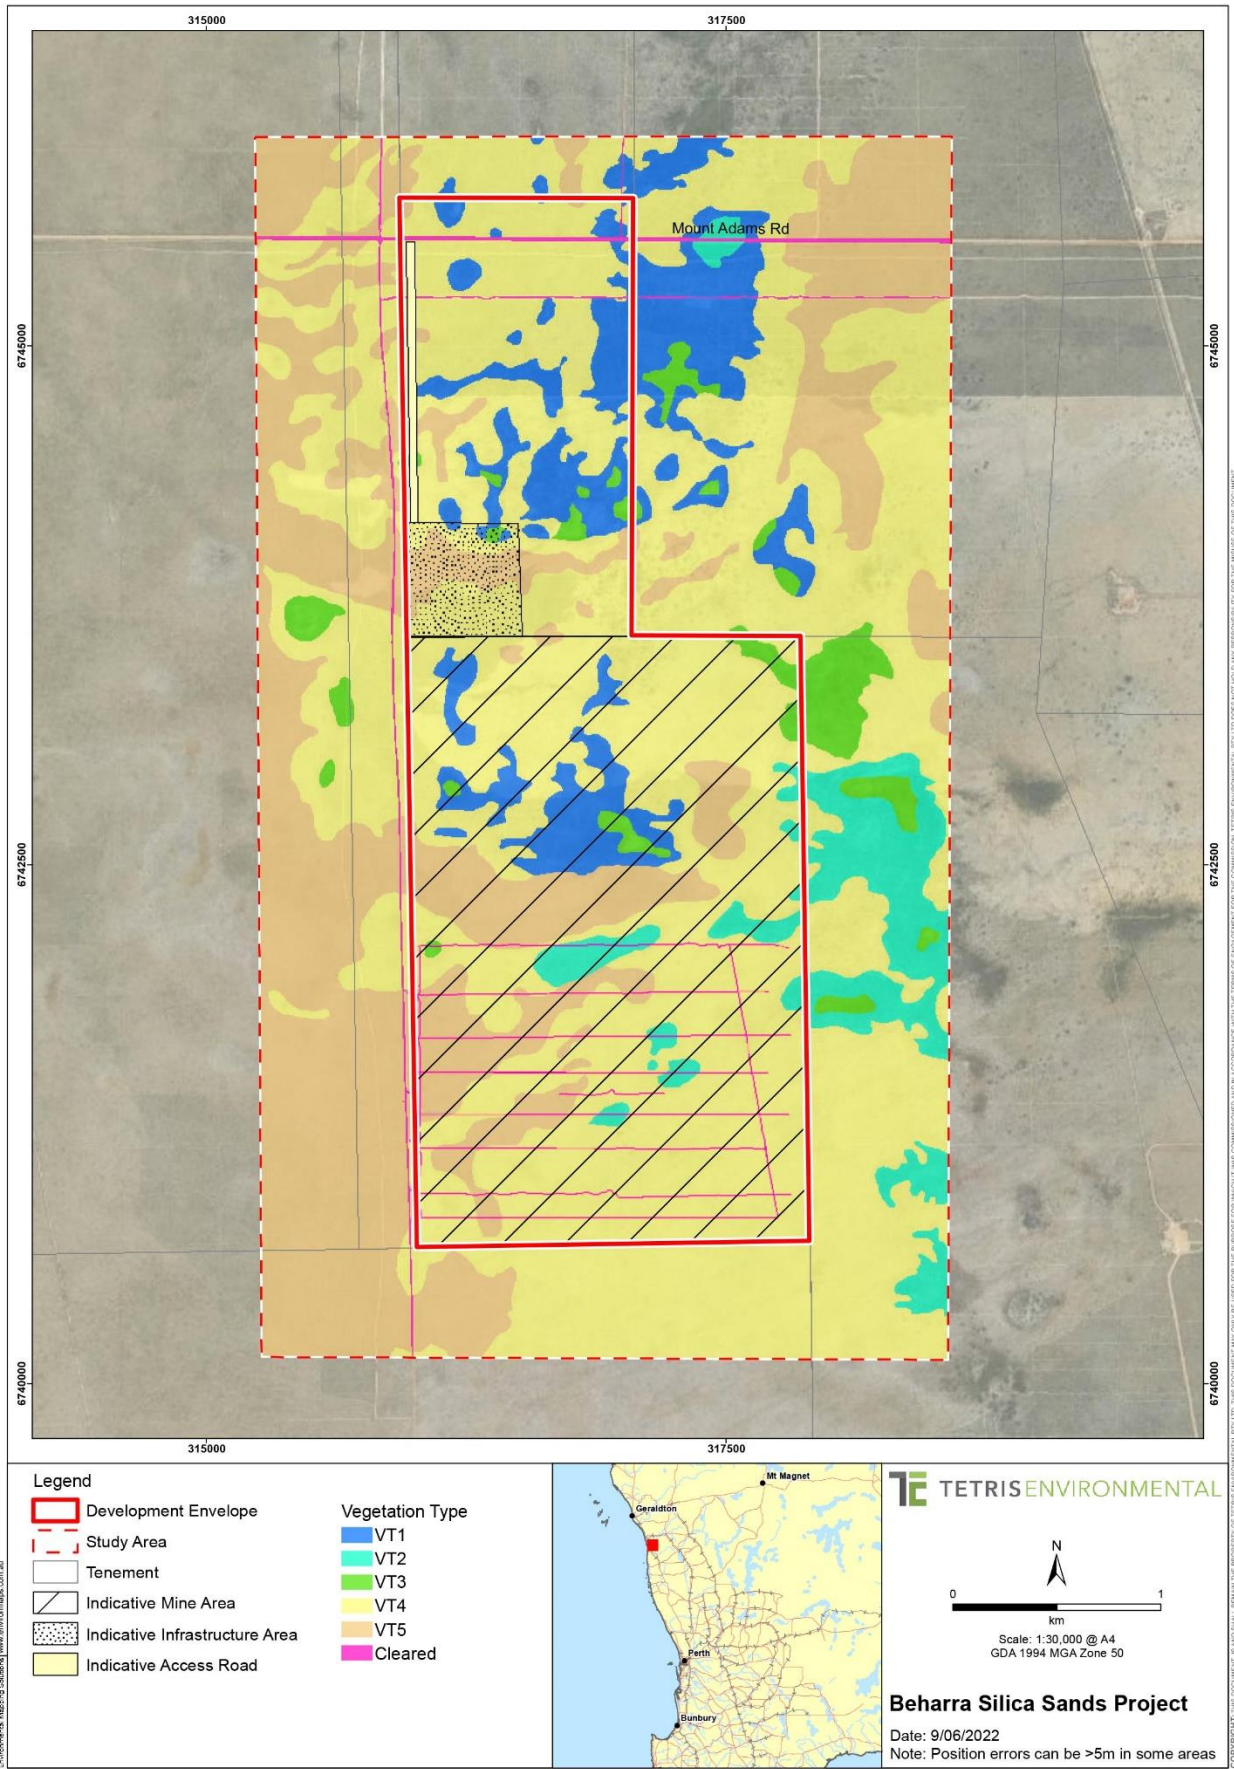 315000
317500
Mount Adams Rd
6745000
6745000
6742500
6742500
6740000
6740000
315000
317500
Legend
Development Envelope
Study Area
Tenement
Indicative Mine Area
Indicative Infrastructure Area
Indicative Access Road
Vegetation Type
VT1
VT2
VT3
VT4
VT5
Cleared
Mt Magnet
Geraldton
Perth
Bunbury
TE TETRIS ENVIRONMENTAL
N
0 1
km
Scale: 1:30,000 @ A4
GDA 1994 MGA Zone 50
Beharra Silica Sands Project
Date: 9/06/2022
Note: Position errors can be >5m in some areas